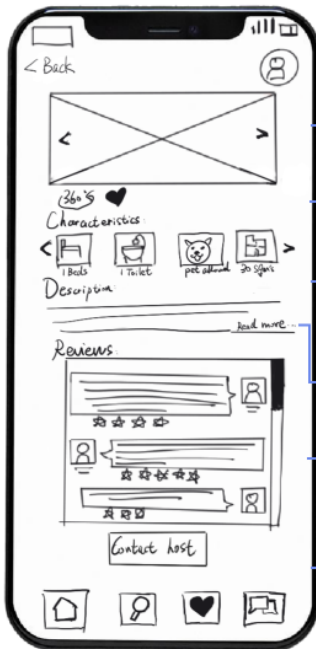 < Back
< >
360°
Characteristics:
< >
1 Beds 1 Toilet pet allowed
Description:
Read more...
Reviews:
Contact host